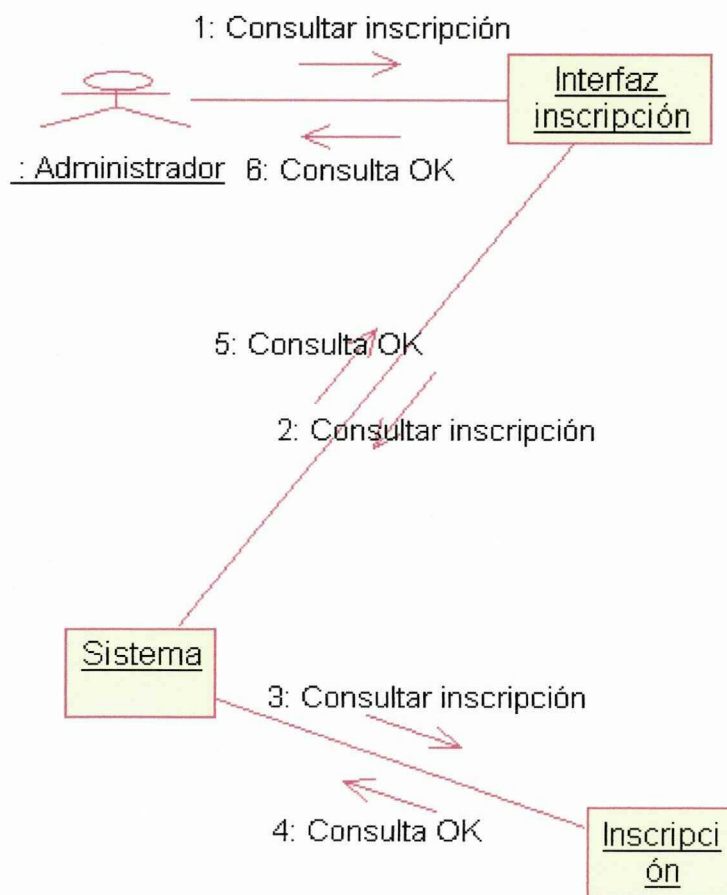 1: Consultar inscripción
Interfaz
inscripción
: Administrador
6: Consulta OK
5: Consulta OK
2: Consultar inscripción
Sistema
3: Consultar inscripción
4: Consulta OK
Inscripci
ón